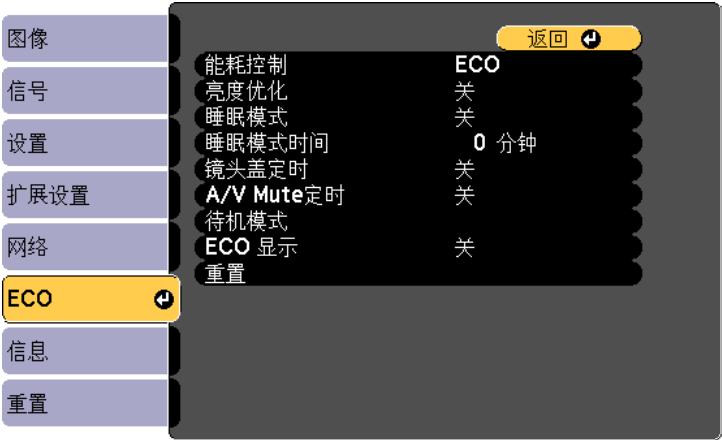 图像
信号
设置
扩展设置
网络
ECO
信息
重置
返回
能耗控制 ECO
亮度优化 关
睡眠模式 关
睡眠模式时间 0 分钟
镜头盖定时 关
A/V Mute定时 关
待机模式
ECO 显示 关
重置